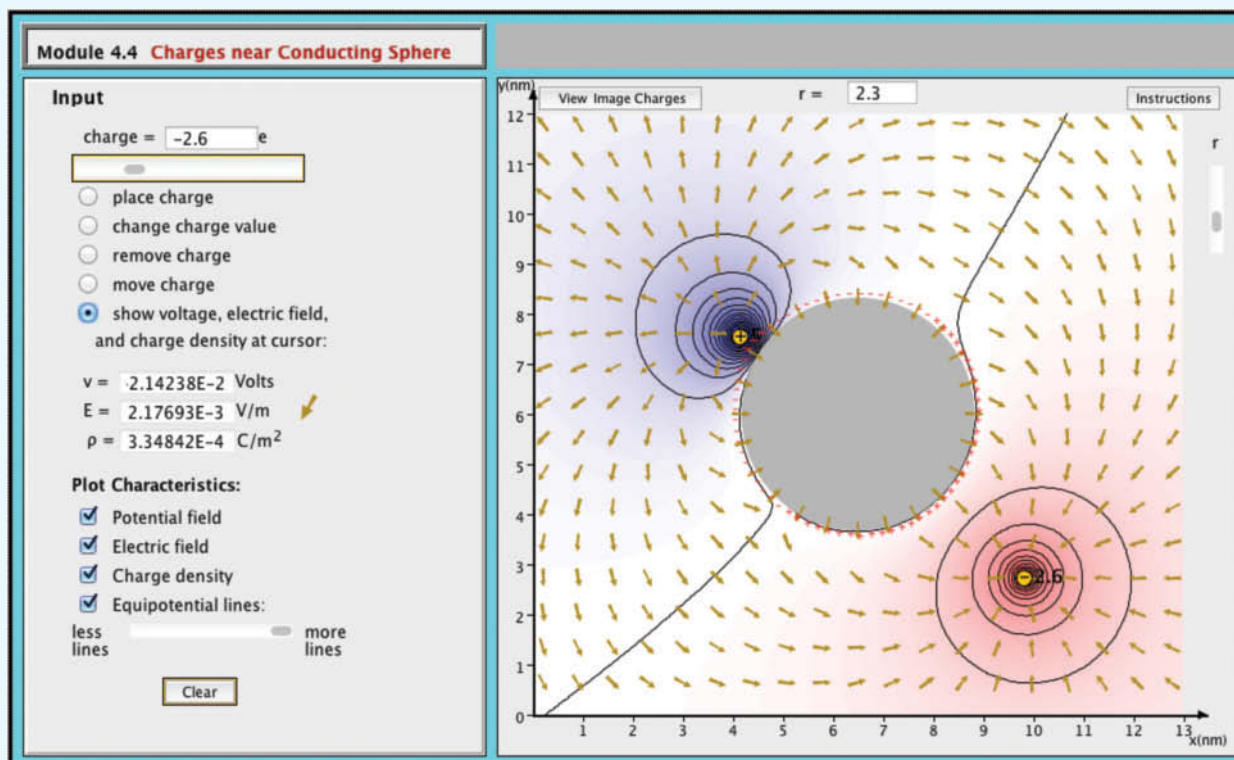 Module 4.4 Charges near Conducting Sphere
Input
charge = -2.6 e
place charge
change charge value
remove charge
move charge
show voltage, electric field,
and charge density at cursor:
v = -2.14238E-2 Volts
E = 2.17693E-3 V/m
ρ = 3.34842E-4 C/m²
Plot Characteristics:
Potential field
Electric field
Charge density
Equipotential lines:
less lines
more lines
Clear
y(nm)
View Image Charges
r = 2.3
Instructions
r
12
11
10
9
8
7
6
5
4
3
2
1
0
+
− -2.6
1 2 3 4 5 6 7 8 9 10 11 12 13
x(nm)